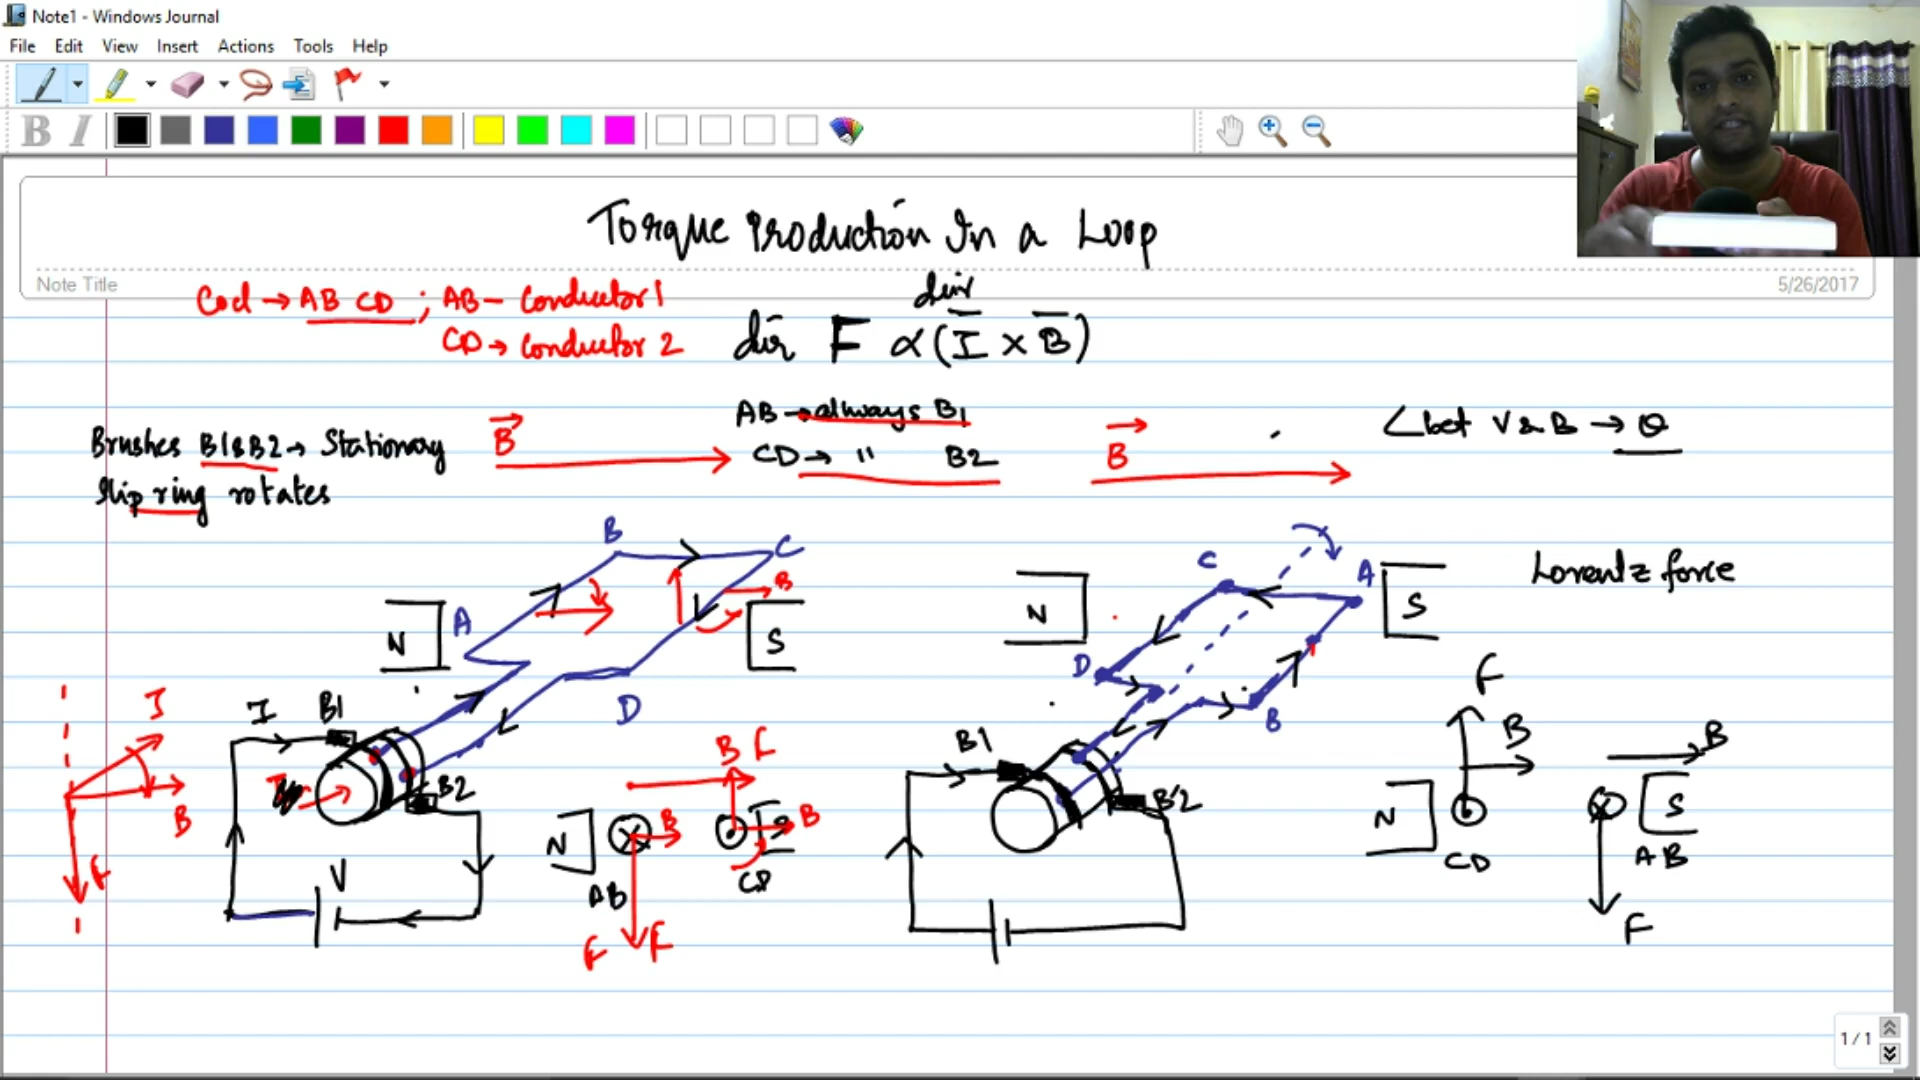 Note1 - Windows Journal
File Edit View Insert Actions Tools Help
B I
Torque Production In a Loop
Note Title
5/26/2017
Coil → AB CD ; AB - Conductor 1
CD → Conductor 2
dir
dir F ∝ (I × B)
AB → always B1
CD → " B2
Brushes B1&B2 → Stationary
Slip ring rotates
B
B
∠bet V & B → θ
Lorentz force
B
C
A
D
N
S
B
I
B1
B2
V
I
B
F
B F
N
AB
B
B
CD
F
F
C
A
D
B
N
S
B1
B2
F
B
N
CD
B
S
AB
F
1 / 1